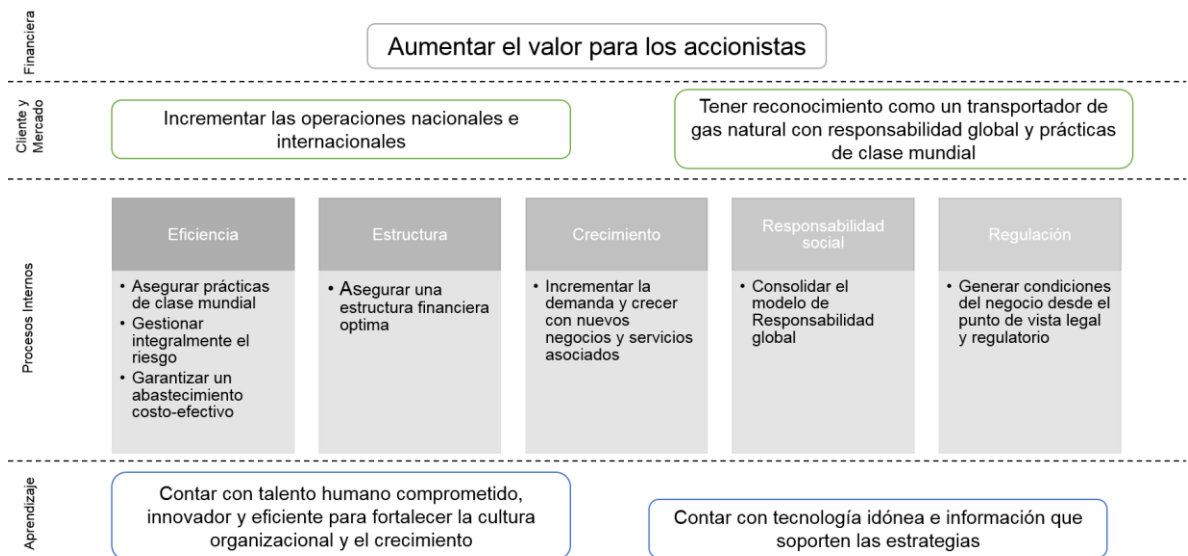 Financiera
Aumentar el valor para los accionistas
Cliente y
Mercado
Incrementar las operaciones nacionales e
internacionales
Tener reconocimiento como un transportador de
gas natural con responsabilidad global y prácticas
de clase mundial
Procesos Internos
Eficiencia
• Asegurar prácticas
de clase mundial
• Gestionar
integralmente el
riesgo
• Garantizar un
abastecimiento
costo-efectivo
Estructura
• Asegurar una
estructura financiera
optima
Crecimiento
• Incrementar la
demanda y crecer
con nuevos
negocios y servicios
asociados
Responsabilidad
social
• Consolidar el
modelo de
Responsabilidad
global
Regulación
• Generar condiciones
del negocio desde el
punto de vista legal
y regulatorio
Aprendizaje
Contar con talento humano comprometido,
innovador y eficiente para fortalecer la cultura
organizacional y el crecimiento
Contar con tecnología idónea e información que
soporten las estrategias